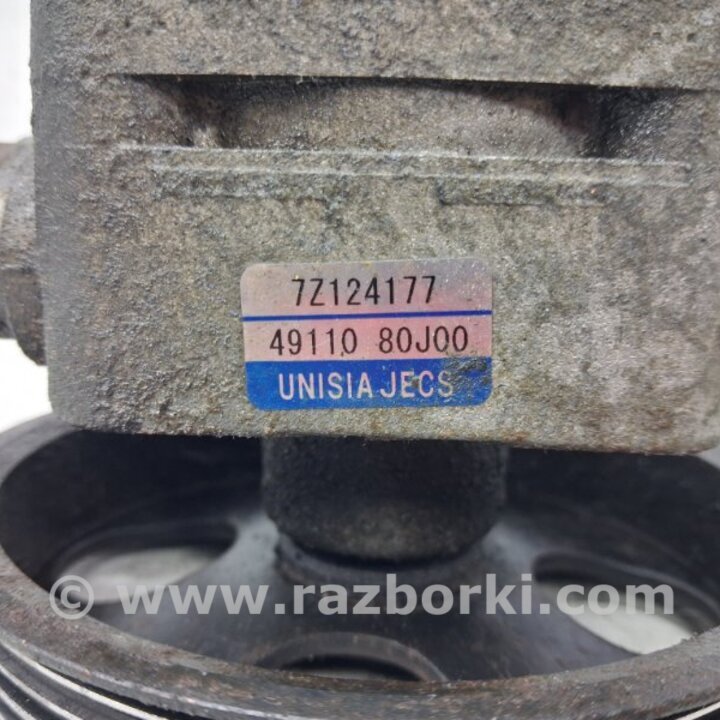 7Z124177
49110 80J00
UNISIA JECS
© www.razborki.com